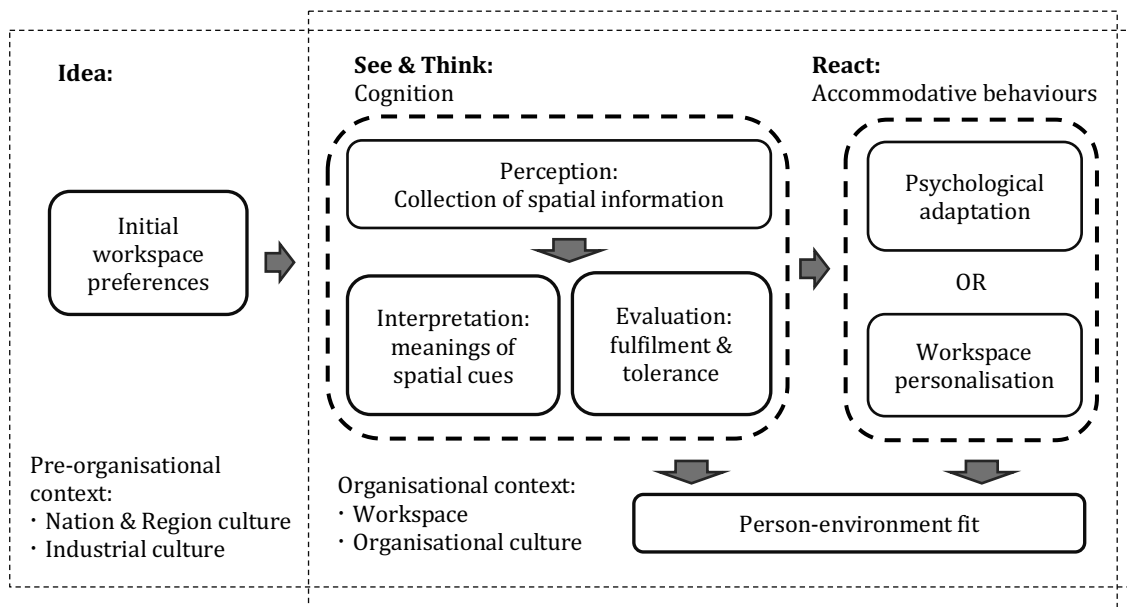 Idea:
Initial
workspace
preferences
Pre-organisational
context:
· Nation & Region culture
· Industrial culture
See & Think:
Cognition
Perception:
Collection of spatial information
Interpretation:
meanings of
spatial cues
Evaluation:
fulfilment &
tolerance
Organisational context:
· Workspace
· Organisational culture
React:
Accommodative behaviours
Psychological
adaptation
OR
Workspace
personalisation
Person-environment fit